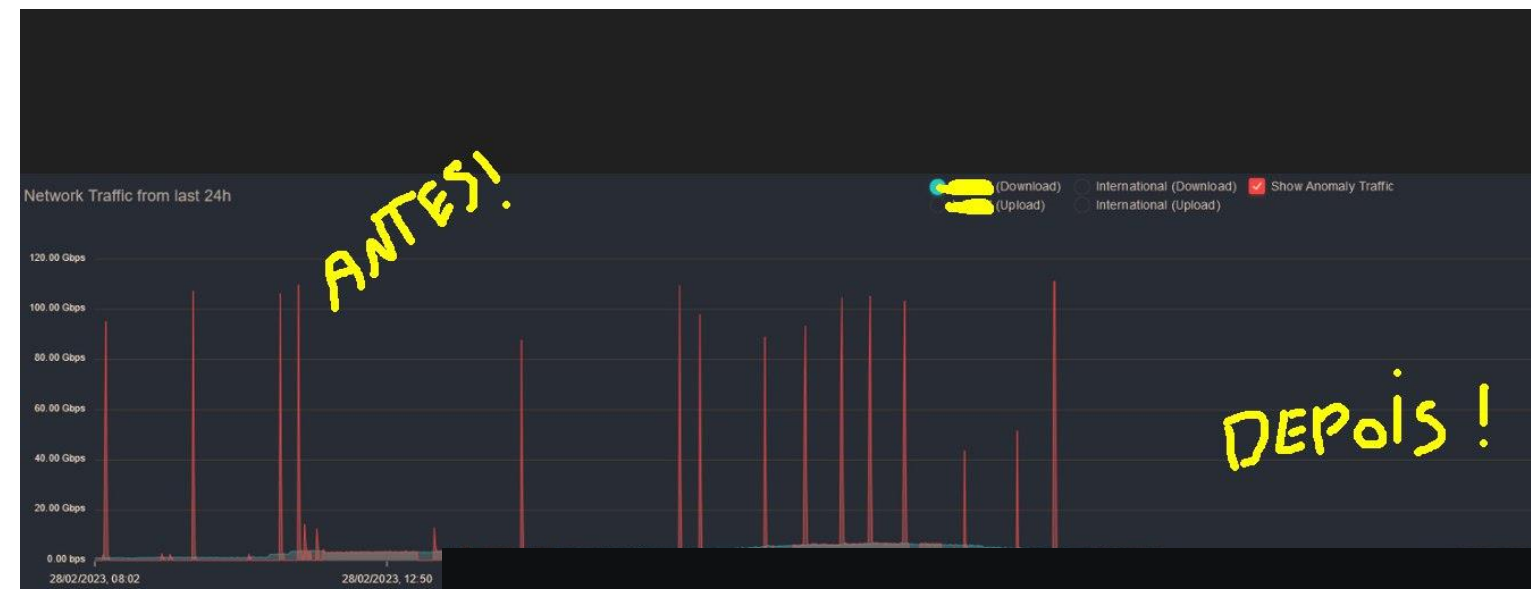 ANTES!
Network Traffic from last 24h
(Download)
International (Download)
Show Anomaly Traffic
(Upload)
International (Upload)
120.00 Gbps
100.00 Gbps
80.00 Gbps
60.00 Gbps
40.00 Gbps
20.00 Gbps
0.00 bps
DEPOiS!
28/02/2023, 08:02
28/02/2023, 12:50